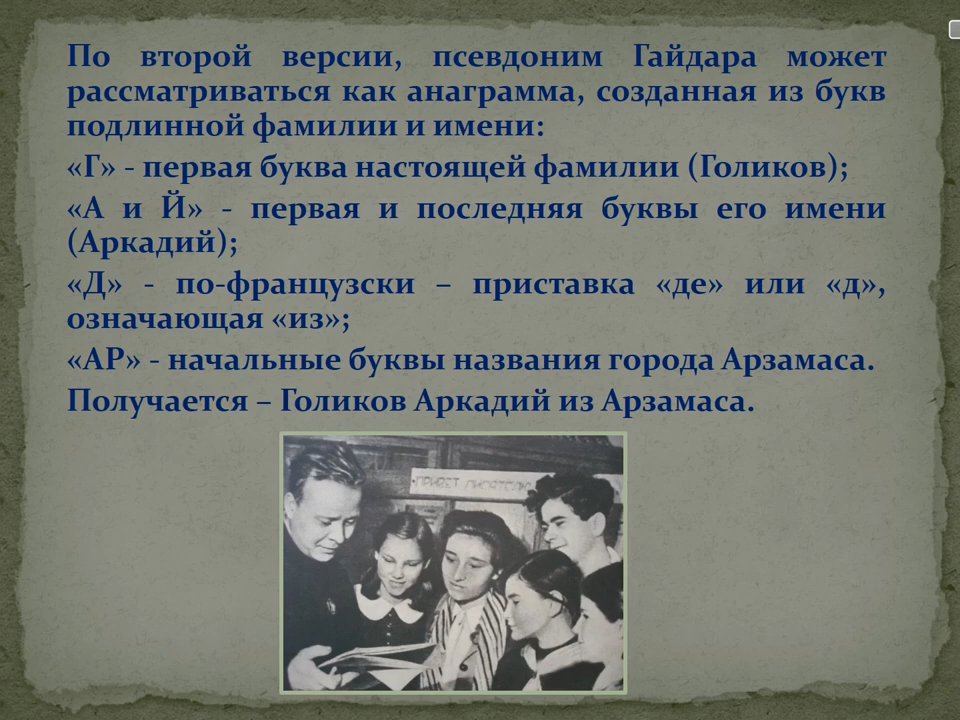 По второй версии, псевдоним Гайдара может
рассматриваться как анаграмма, созданная из букв
подлинной фамилии и имени:
«Г» - первая буква настоящей фамилии (Голиков);
«А и Й» - первая и последняя буквы его имени
(Аркадий);
«Д» - по-французски – приставка «де» или «д»,
означающая «из»;
«АР» - начальные буквы названия города Арзамаса.
Получается – Голиков Аркадий из Арзамаса.
ПРИВЕТ ПИСАТЕЛЮ